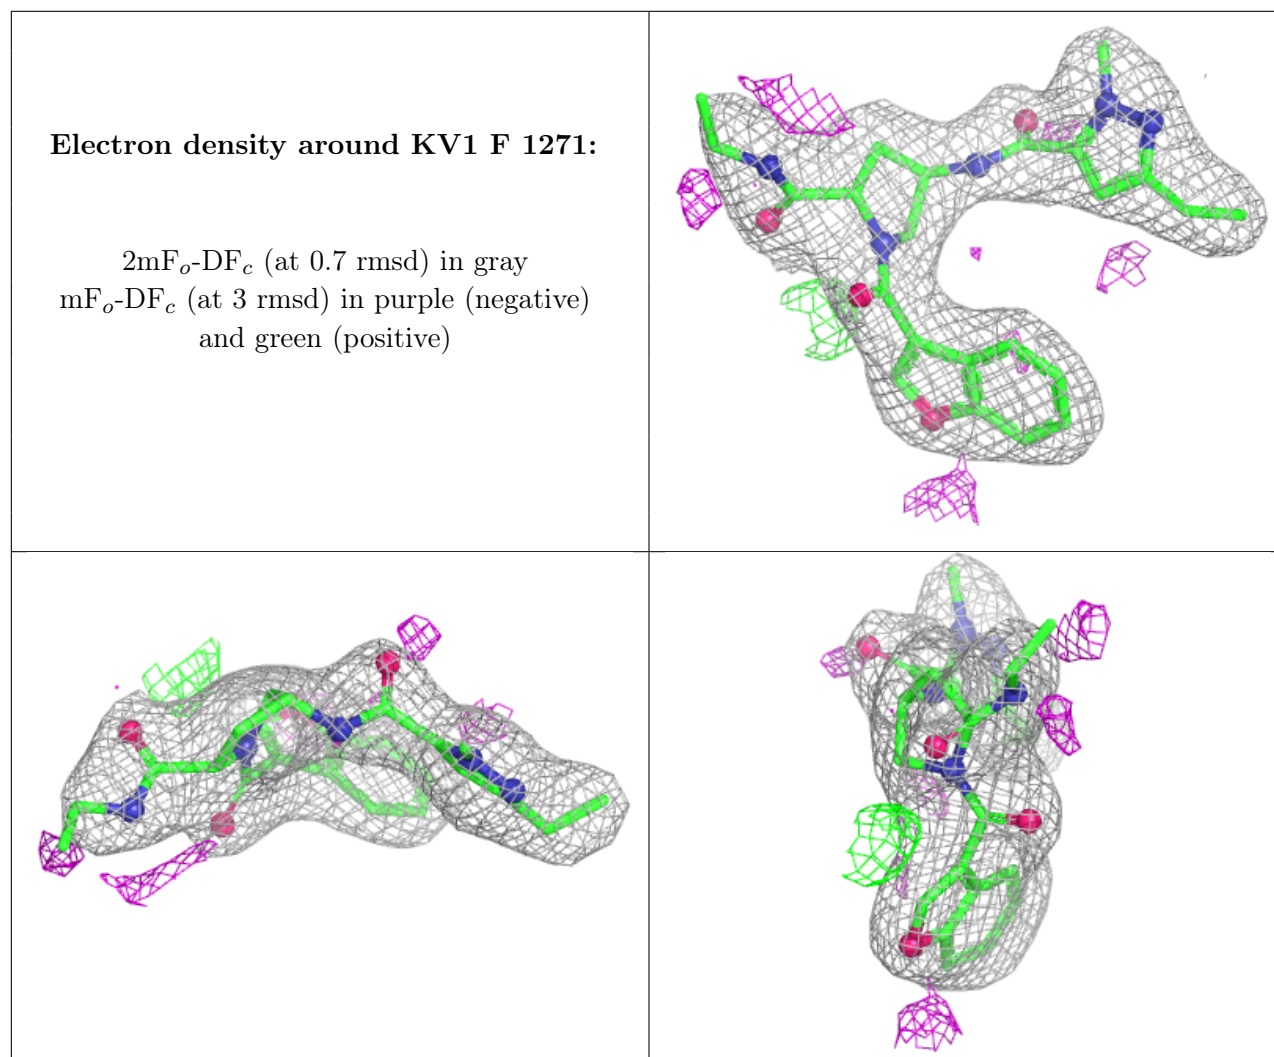 Electron density around KV1 F 1271:
2mFₒ-DF𝒸 (at 0.7 rmsd) in gray
mFₒ-DF𝒸 (at 3 rmsd) in purple (negative)
and green (positive)